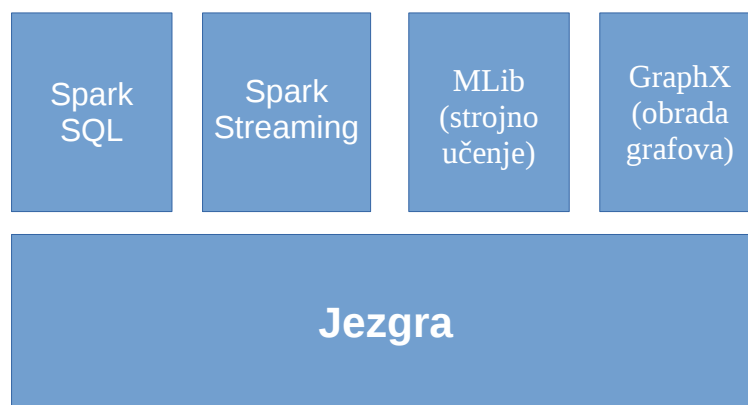 Spark
SQL
Spark
Streaming
MLib
(strojno
učenje)
GraphX
(obrada
grafova)
Jezgra